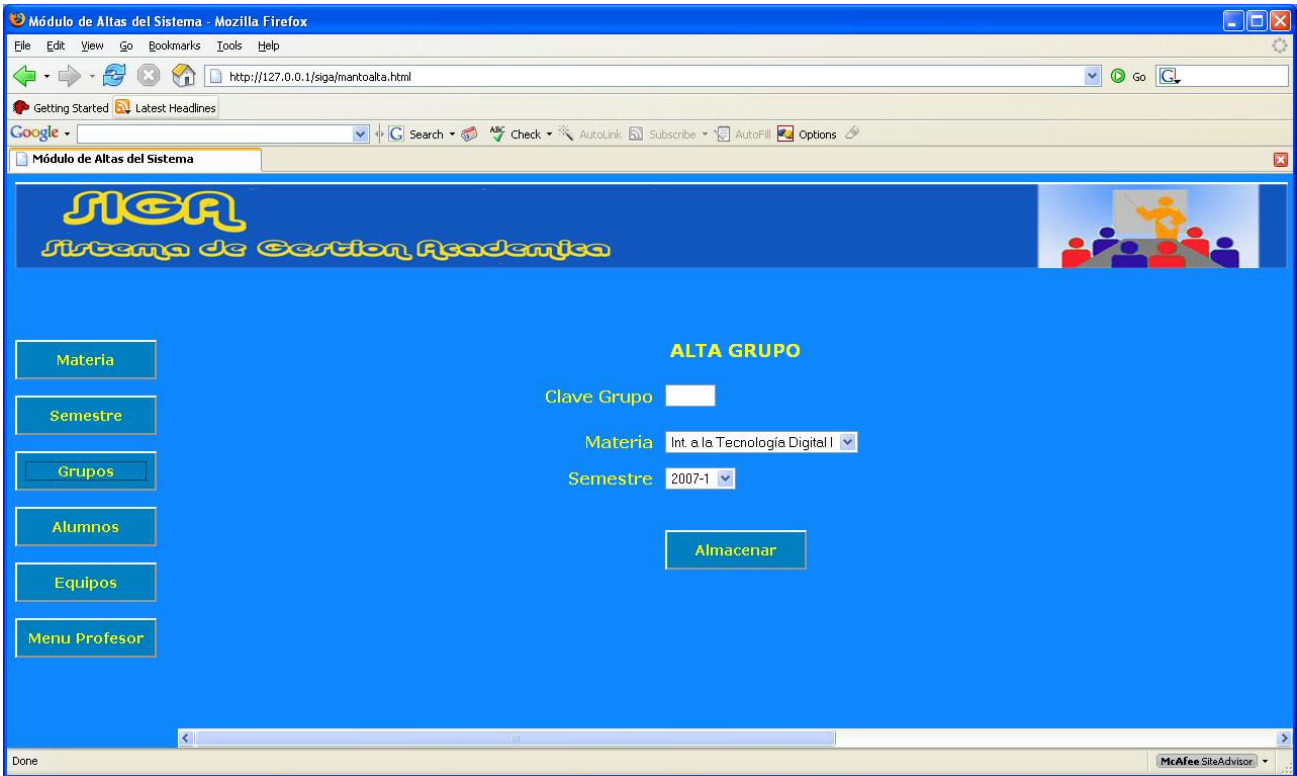 Módulo de Altas del Sistema - Mozilla Firefox
File Edit View Go Bookmarks Tools Help
http://127.0.0.1/siga/mantoalta.html Go G
Getting Started Latest Headlines
Google G Search ABC Check AutoLink Subscribe AutoFill Options
Módulo de Altas del Sistema
SIGA
Sistema de Gestion Academica
ALTA GRUPO
Materia
Clave Grupo
Semestre
Materia Int. a la Tecnología Digital I
Grupos
Semestre 2007-1
Alumnos
Almacenar
Equipos
Menu Profesor
Done McAfee SiteAdvisor